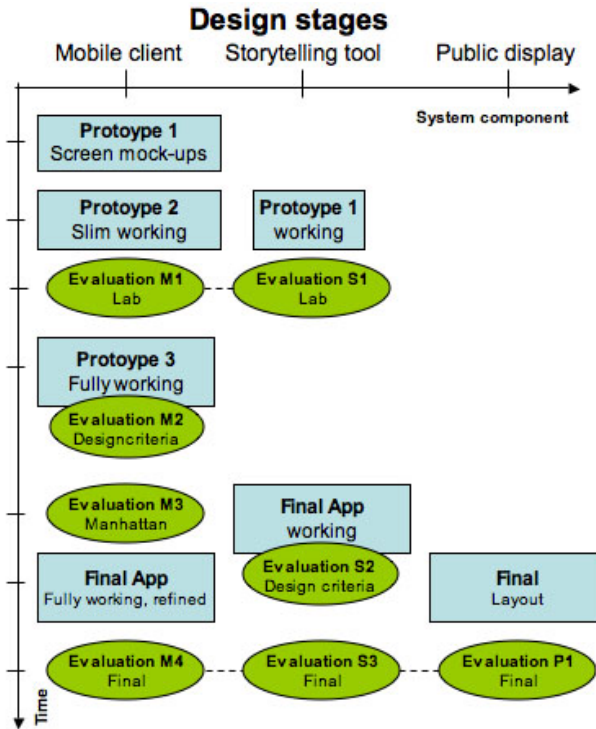 Design stages
Mobile client
Storytelling tool
Public display
System component
Protoype 1
Screen mock-ups
Protoype 2
Slim working
Protoype 1
working
Evaluation M1
Lab
Evaluation S1
Lab
Protoype 3
Fully working
Evaluation M2
Designcriteria
Evaluation M3
Manhattan
Final App
working
Evaluation S2
Design criteria
Final App
Fully working, refined
Final
Layout
Evaluation M4
Final
Evaluation S3
Final
Evaluation P1
Final
Time